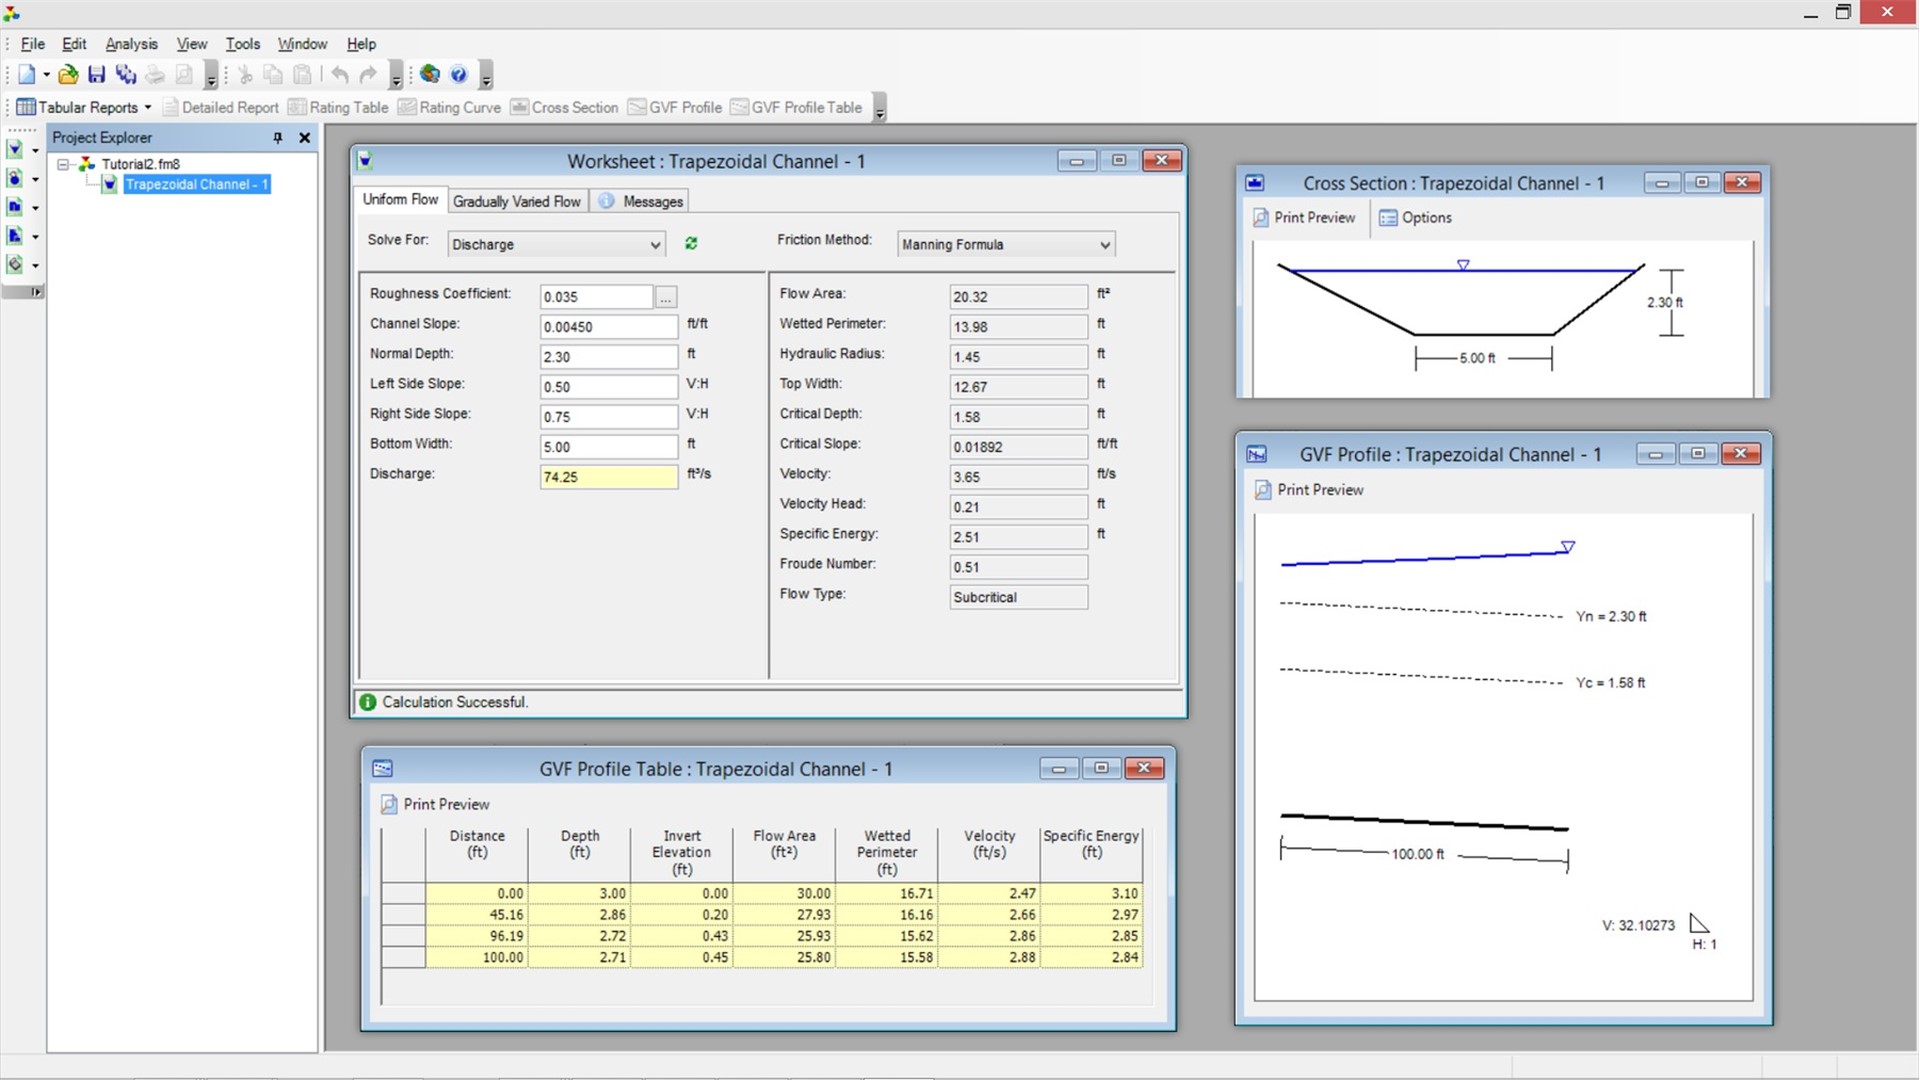 File Edit Analysis View Tools Window Help
Tabular Reports Detailed Report Rating Table Rating Curve Cross Section GVF Profile GVF Profile Table
Project Explorer
Tutorial2.fm8
Trapezoidal Channel - 1
Worksheet : Trapezoidal Channel - 1
Uniform Flow Gradually Varied Flow Messages
Solve For: Discharge Friction Method: Manning Formula
Roughness Coefficient: 0.035 ...
Channel Slope: 0.00450 ft/ft
Normal Depth: 2.30 ft
Left Side Slope: 0.50 V:H
Right Side Slope: 0.75 V:H
Bottom Width: 5.00 ft
Discharge: 74.25 ft³/s
Flow Area: 20.32 ft²
Wetted Perimeter: 13.98 ft
Hydraulic Radius: 1.45 ft
Top Width: 12.67 ft
Critical Depth: 1.58 ft
Critical Slope: 0.01892 ft/ft
Velocity: 3.65 ft/s
Velocity Head: 0.21 ft
Specific Energy: 2.51 ft
Froude Number: 0.51
Flow Type: Subcritical
Calculation Successful.
Cross Section : Trapezoidal Channel - 1
Print Preview Options
2.30 ft
5.00 ft
GVF Profile : Trapezoidal Channel - 1
Print Preview
Yn = 2.30 ft
Yc = 1.58 ft
100.00 ft
V: 32.10273
H: 1
GVF Profile Table : Trapezoidal Channel - 1
Print Preview
Distance Depth Invert Flow Area Wetted Velocity Specific Energy
(ft) (ft) Elevation (ft²) Perimeter (ft/s) (ft)
(ft) (ft)
0.00 3.00 0.00 30.00 16.71 2.47 3.10
45.16 2.86 0.20 27.93 16.16 2.66 2.97
96.19 2.72 0.43 25.93 15.62 2.86 2.85
100.00 2.71 0.45 25.80 15.58 2.88 2.84